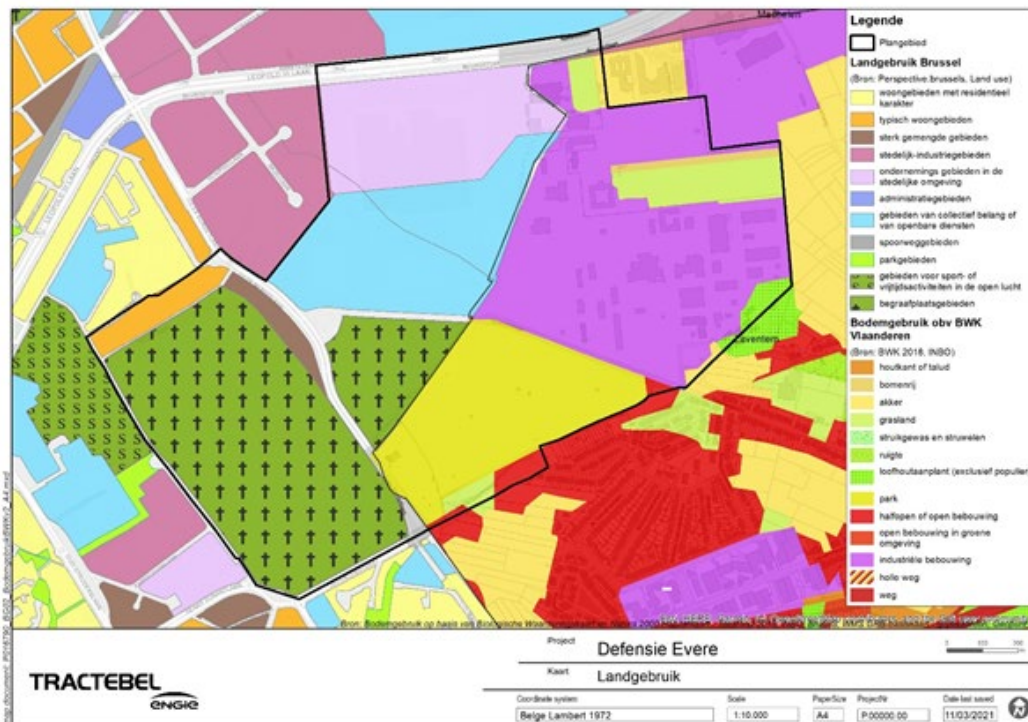 Machelen
LEOPOLD III LAAN
Zaventem
Legende
Plangebied
Landgebruik Brussel
(Bron: Perspective.brussels, Land use)
woongebieden met residentieel
karakter
typisch woongebieden
sterk gemengde gebieden
stedelijk-industriegebieden
ondernemings gebieden in de
stedelijke omgeving
administratiegebieden
gebieden van collectief belang of
van openbare diensten
spoorweggebieden
parkgebieden
gebieden voor sport- of
vrijetijdsactiviteiten in de open lucht
begraafplaatsgebieden
Bodemgebruik obv BWK
Vlaanderen
(Bron: BWK 2018, INBO)
houtkant of talud
bomenrij
akker
grasland
struikgewas en struwelen
ruigte
loofhoutaanplant (exclusief populier
park
halfopen of open bebouwing
open bebouwing in groene
omgeving
industriële bebouwing
holle weg
weg
TRACTEBEL
ENGIE
Project Defensie Evere
Kaart Landgebruik
Coordinate system Scale PaperSize ProjectNr Date last saved
Belge Lambert 1972 1:10.000 A4 P.00000.00 11/03/2021